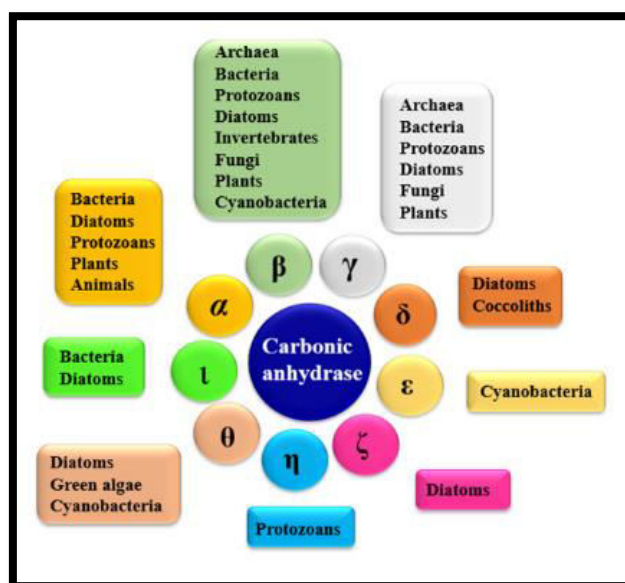 Archaea
Bacteria
Protozoans
Diatoms
Invertebrates
Fungi
Plants
Cyanobacteria
Archaea
Bacteria
Protozoans
Diatoms
Fungi
Plants
Bacteria
Diatoms
Protozoans
Plants
Animals
β
γ
α
δ
Diatoms
Coccoliths
Carbonic
anhydrase
Bacteria
Diatoms
ι
ε
Cyanobacteria
θ
η
ζ
Diatoms
Green algae
Cyanobacteria
Diatoms
Protozoans